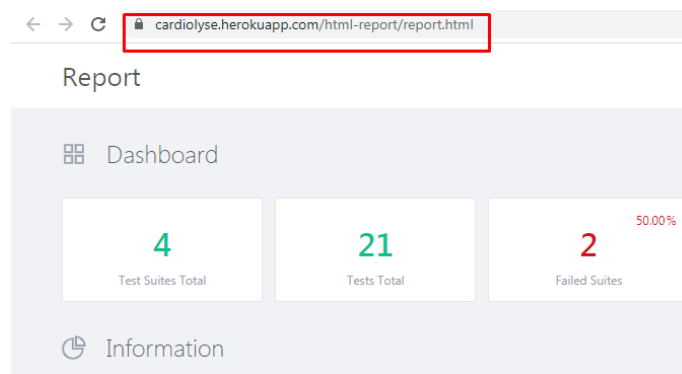 cardiolyse.herokuapp.com/html-report/report.html
Report
Dashboard
50.00%
4
21
2
Test Suites Total
Tests Total
Failed Suites
Information